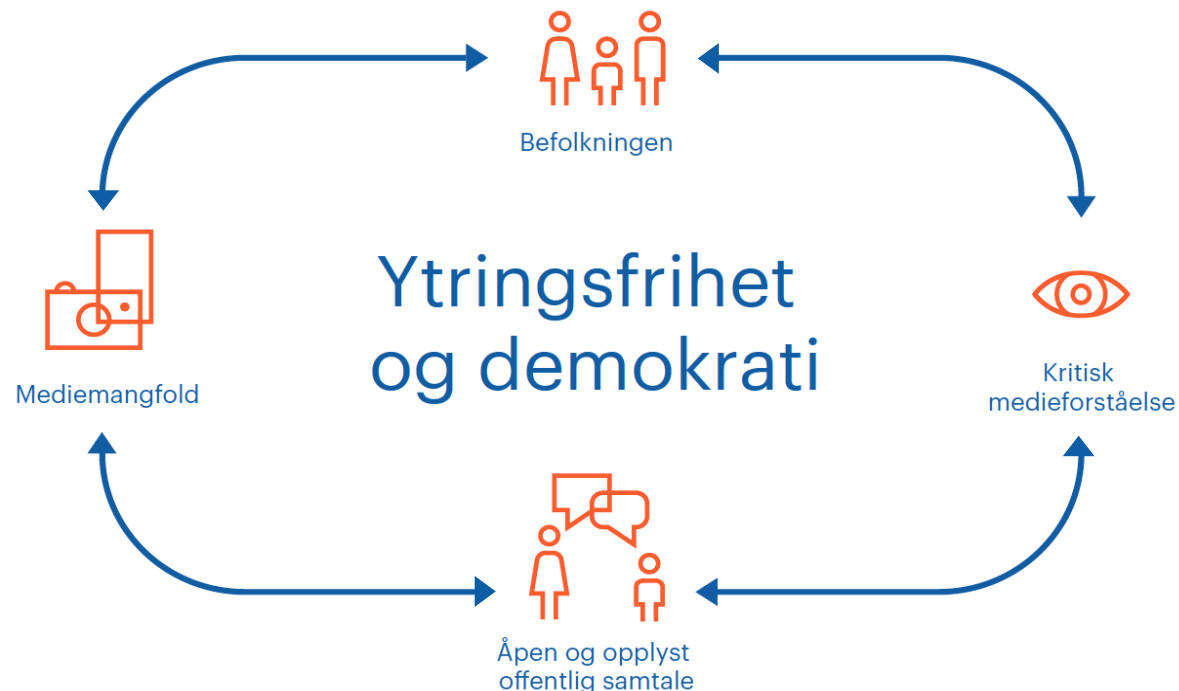 Befolkningen
Ytringsfrihet
og demokrati
Mediemangfold
Kritisk
medieforståelse
Åpen og opplyst
offentlig samtale